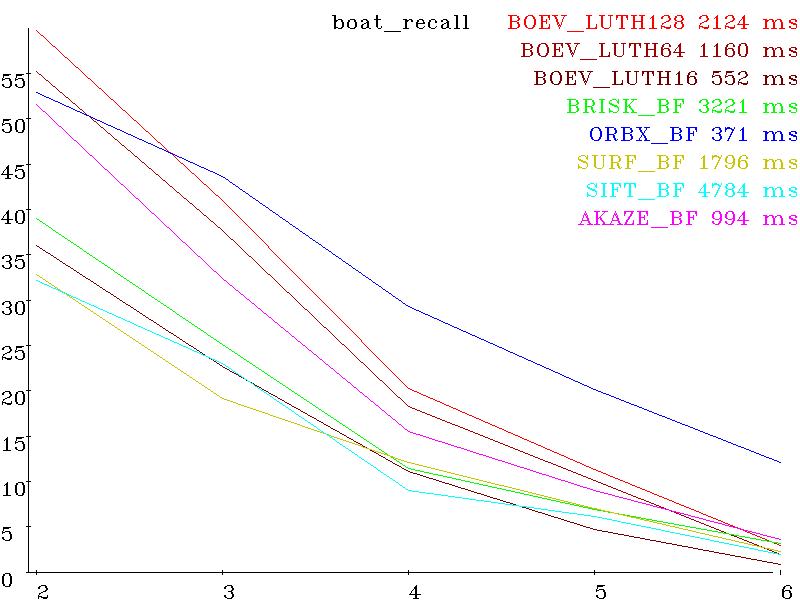 boat_recall BOEV_LUTH128 2124 ms
BOEV_LUTH64 1160 ms
BOEV_LUTH16 552 ms
BRISK_BF 3221 ms
ORBX_BF 371 ms
SURF_BF 1796 ms
SIFT_BF 4784 ms
AKAZE_BF 994 ms
55
50
45
40
35
30
25
20
15
10
5
0
2 3 4 5 6